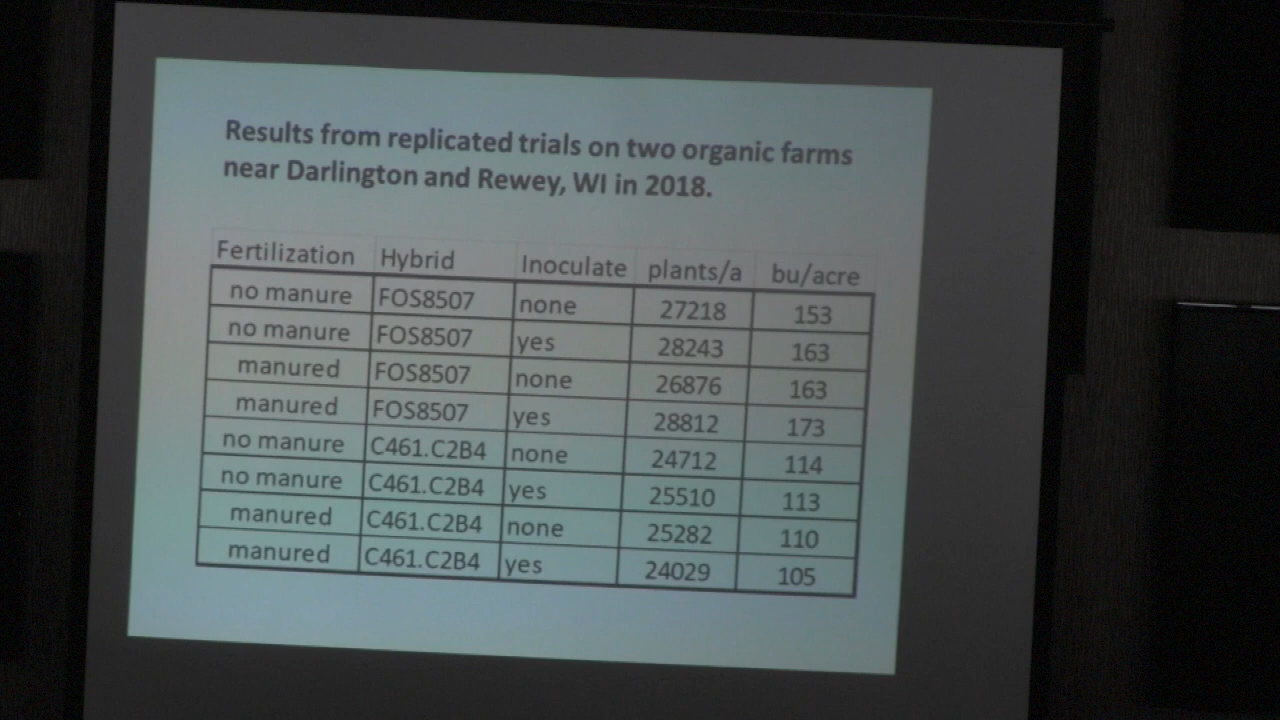 Results from replicated trials on two organic farms
near Darlington and Rewey, WI in 2018.
Fertilization Hybrid Inoculate plants/a bu/acre
no manure FOS8507 none 27218 153
no manure FOS8507 yes 28243 163
manured FOS8507 none 26876 163
manured FOS8507 yes 28812 173
no manure C461.C2B4 none 24712 114
no manure C461.C2B4 yes 25510 113
manured C461.C2B4 none 25282 110
manured C461.C2B4 yes 24029 105